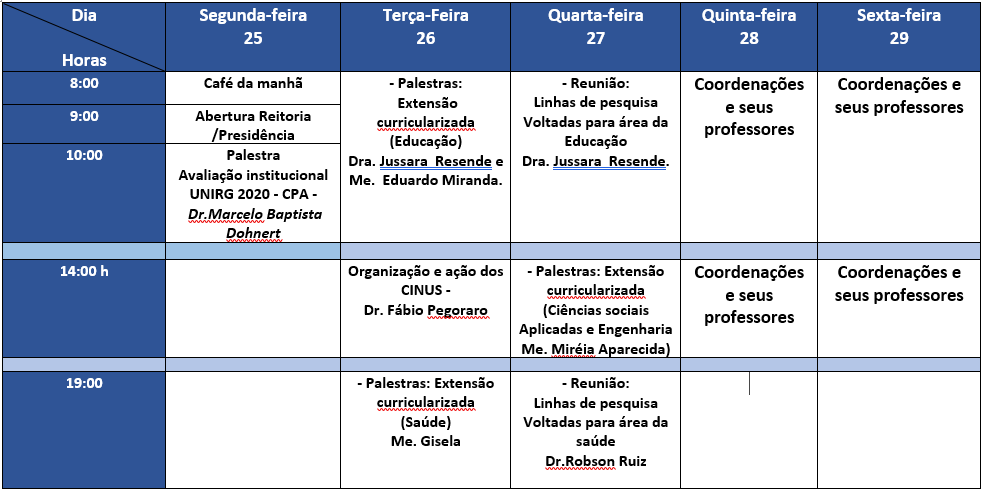 Dia
Horas
Segunda-feira
25
Terça-Feira
26
Quarta-feira
27
Quinta-feira
28
Sexta-feira
29
8:00
Café da manhã
- Palestras:
Extensão
curricularizada
(Educação)
Dra. Jussara Resende e
Me. Eduardo Miranda.
- Reunião:
Linhas de pesquisa
Voltadas para área da
Educação
Dra. Jussara Resende.
Coordenações
e seus
professores
Coordenações e
seus professores
9:00
Abertura Reitoria
/Presidência
10:00
Palestra
Avaliação institucional
UNIRG 2020 - CPA -
Dr.Marcelo Baptista
Dohnert
14:00 h
Organização e ação dos
CINUS -
Dr. Fábio Pegoraro
- Palestras: Extensão
curricularizada
(Ciências sociais
Aplicadas e Engenharia
Me. Miréia Aparecida)
Coordenações
e seus
professores
Coordenações e
seus professores
19:00
- Palestras: Extensão
curricularizada
(Saúde)
Me. Gisela
- Reunião:
Linhas de pesquisa
Voltadas para área da
saúde
Dr.Robson Ruiz